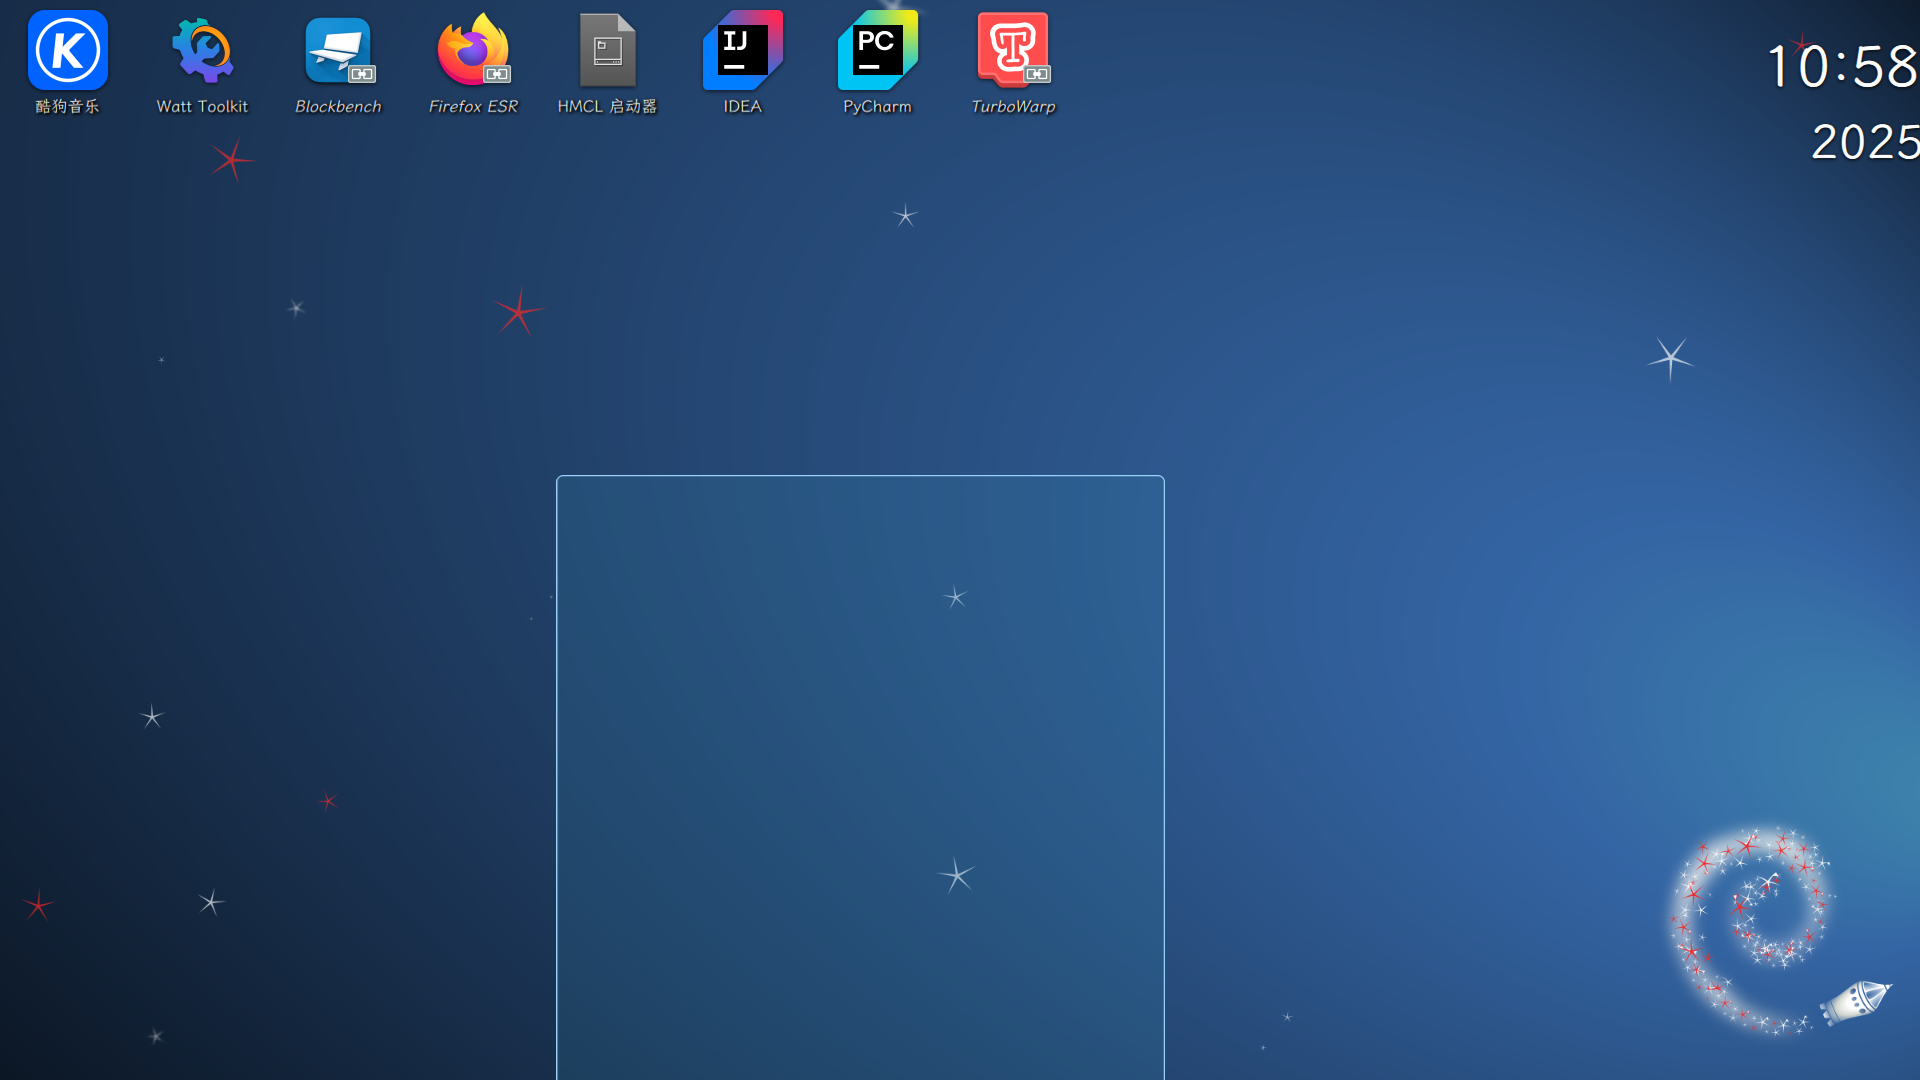 酷狗音乐
Watt Toolkit
Blockbench
Firefox ESR
HMCL 启动器
IJ
IDEA
PC
PyCharm
TurboWarp
10:58
2025